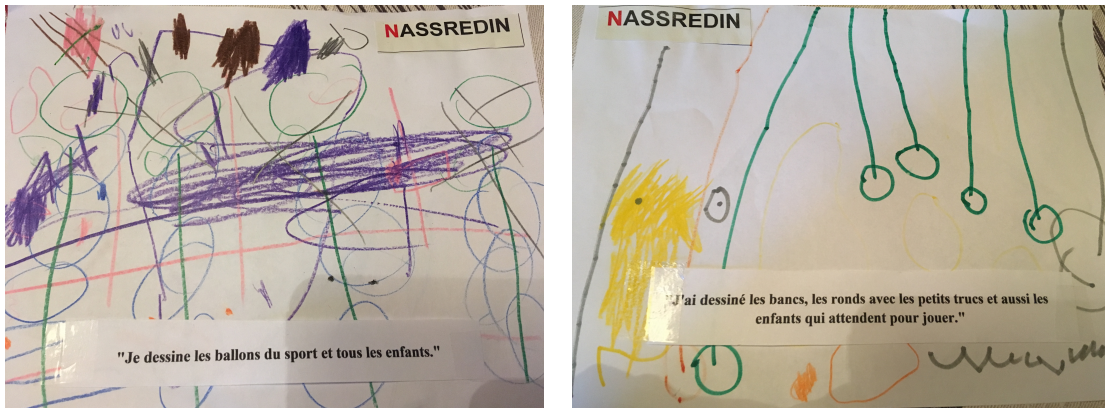 NASSREDIN
"Je dessine les ballons du sport et tous les enfants."
NASSREDIN
"J'ai dessiné les bancs, les ronds avec les petits trucs et aussi les
enfants qui attendent pour jouer."